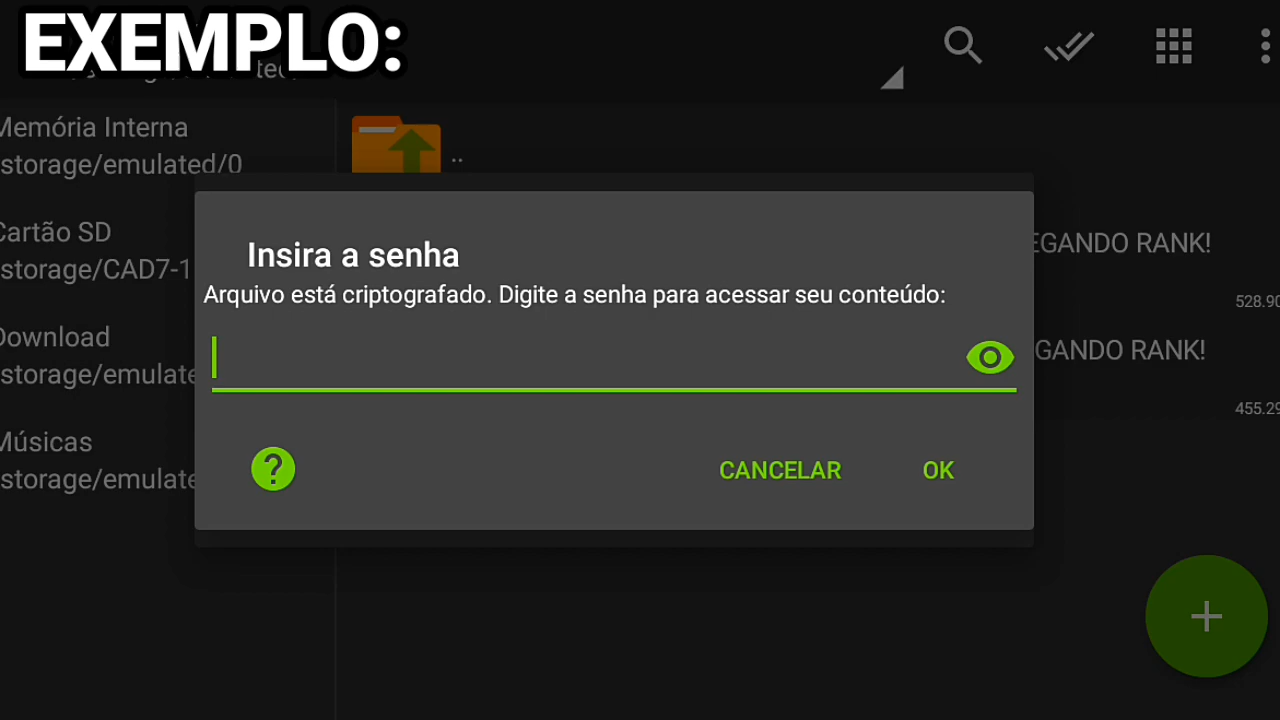 EXEMPLO:
Memória Interna
storage/emulated/0
..
Cartão SD
storage/CAD7-1
Download
storage/emulate
Músicas
storage/emulate
EGANDO RANK!
528.90
GANDO RANK!
455.29
Insira a senha
Arquivo está criptografado. Digite a senha para acessar seu conteúdo:
?
CANCELAR
OK
+